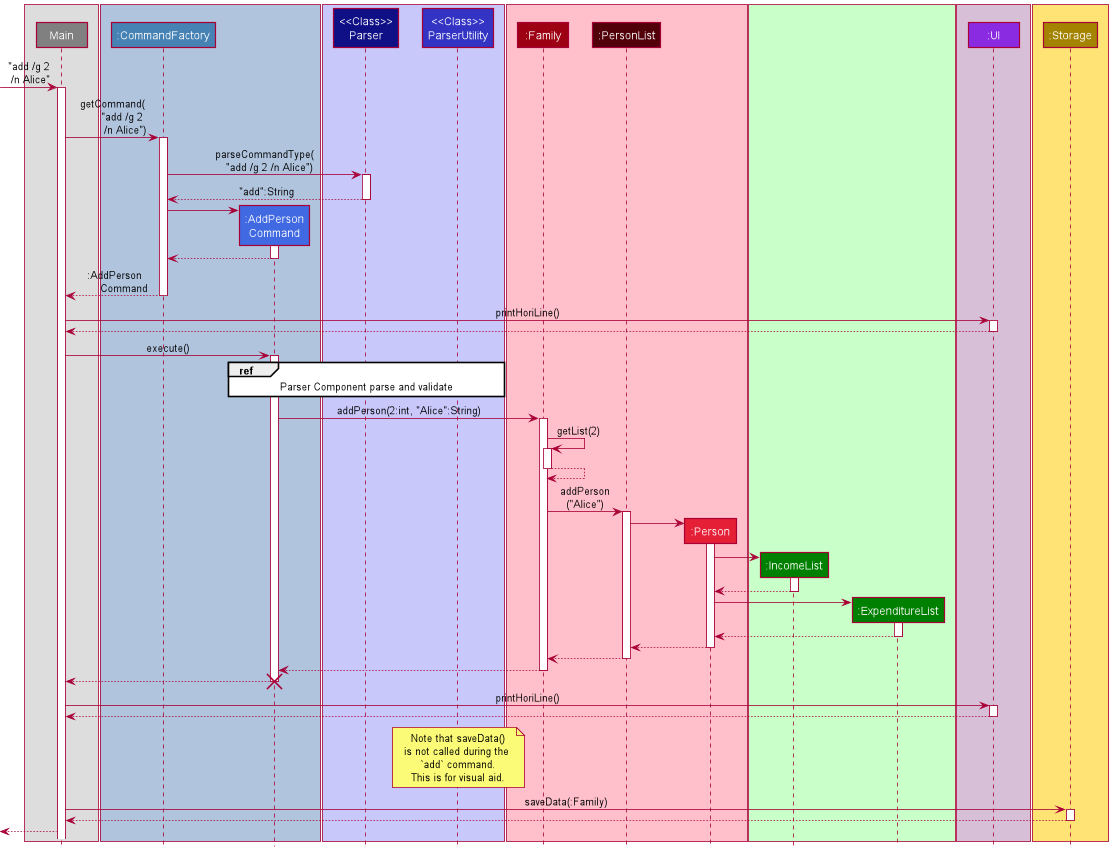 <<Class>>
<<Class>>
Main
:CommandFactory
Parser
ParserUtility
:Family
:PersonList
:UI
:Storage
"add /g 2
/n Alice"
getCommand(
"add /g 2
/n Alice")
parseCommandType(
"add /g 2 /n Alice")
"add":String
:AddPerson
Command
:AddPerson
Command
printHoriLine()
execute()
ref
Parser Component parse and validate
addPerson(2:int, "Alice":String)
getList(2)
addPerson
("Alice")
:Person
:IncomeList
:ExpenditureList
printHoriLine()
Note that saveData()
is not called during the
`add` command.
This is for visual aid.
saveData(:Family)